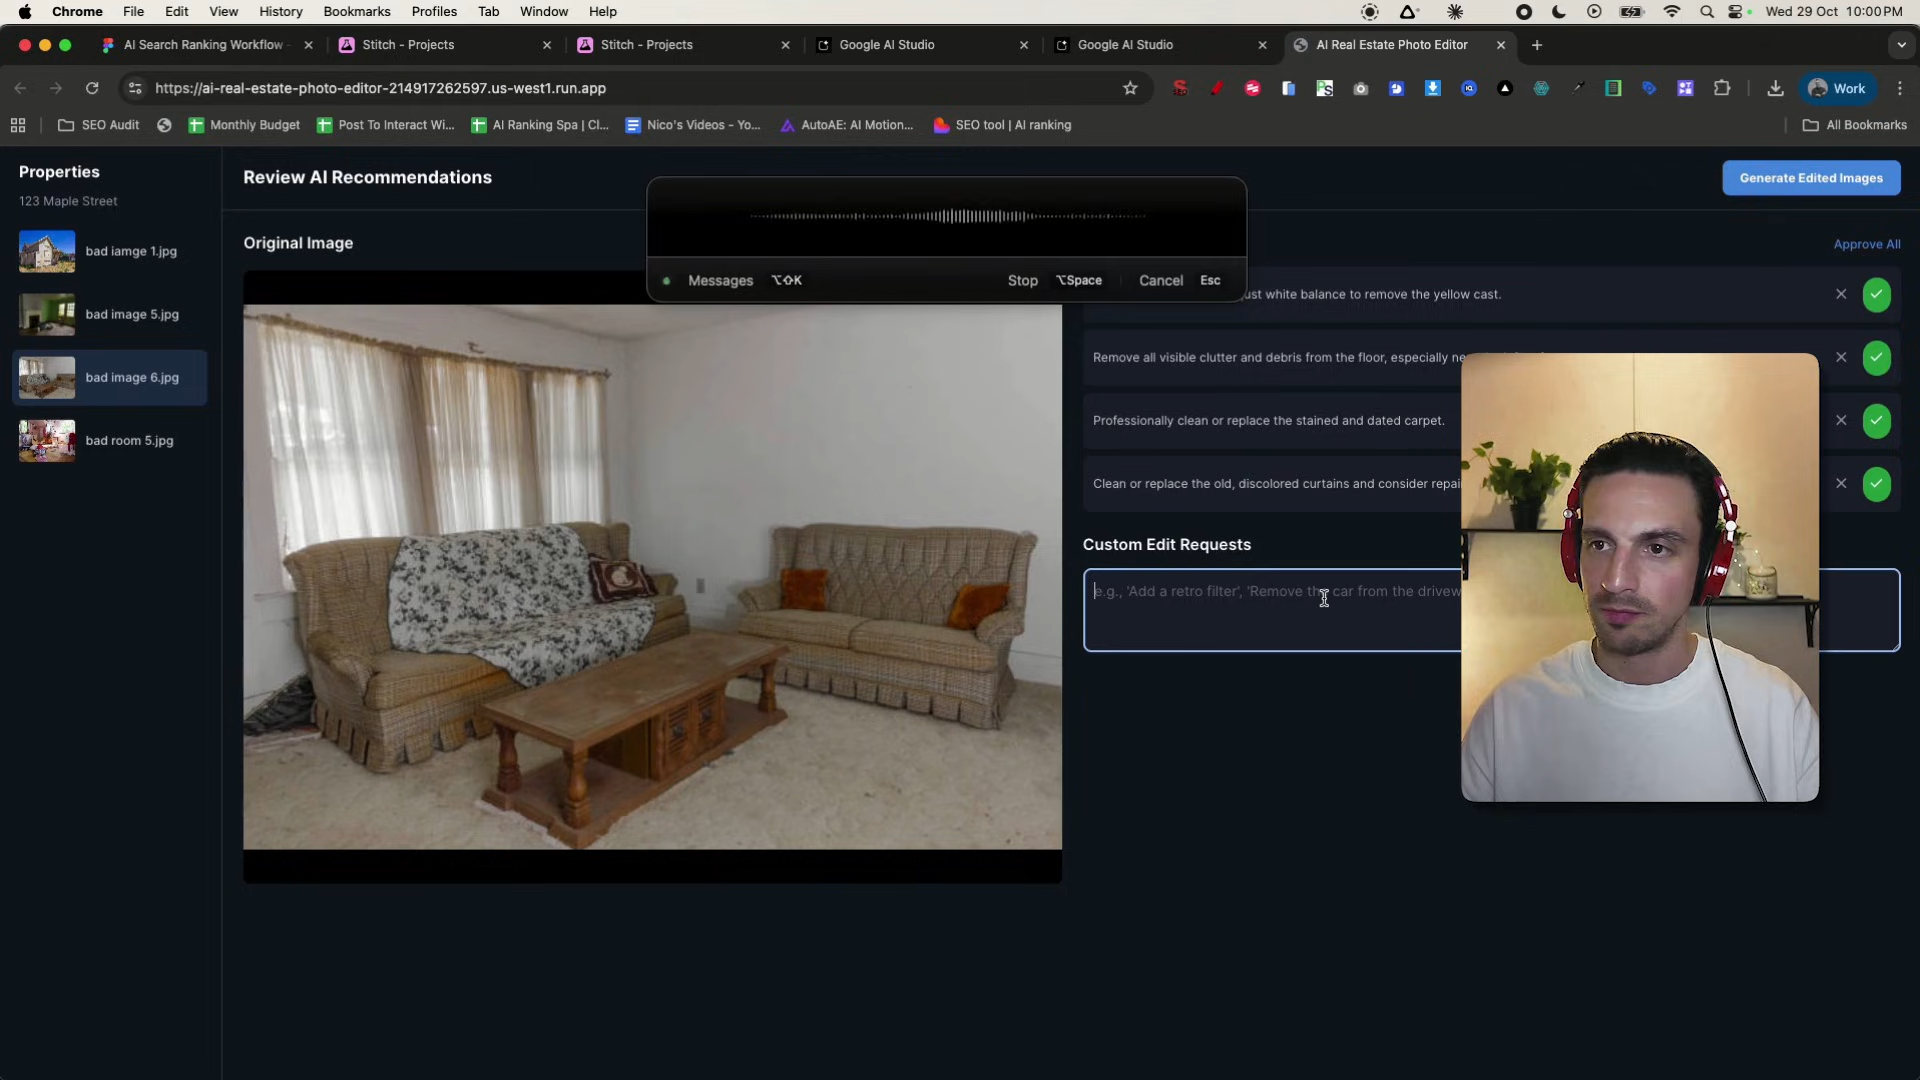 Chrome File Edit View History Bookmarks Profiles Tab Window Help Wed 29 Oct 10:00 PM
AI Search Ranking Workflow Stitch - Projects Stitch - Projects Google AI Studio Google AI Studio AI Real Estate Photo Editor
https://ai-real-estate-photo-editor-214917262597.us-west1.run.app Work
SEO Audit Monthly Budget Post To Interact Wi... AI Ranking Spa | Cl... Nico's Videos - Yo... AutoAE: AI Motion... SEO tool | AI ranking All Bookmarks
Properties
123 Maple Street
bad iamge 1.jpg
bad image 5.jpg
bad image 6.jpg
bad room 5.jpg
Review AI Recommendations
Generate Edited Images
Original Image
Messages ⌥⇧K Stop ⌥Space Cancel Esc
Approve All
just white balance to remove the yellow cast.
Remove all visible clutter and debris from the floor, especially
Professionally clean or replace the stained and dated carpet.
Clean or replace the old, discolored curtains and consider
Custom Edit Requests
e.g., 'Add a retro filter', 'Remove the car from the